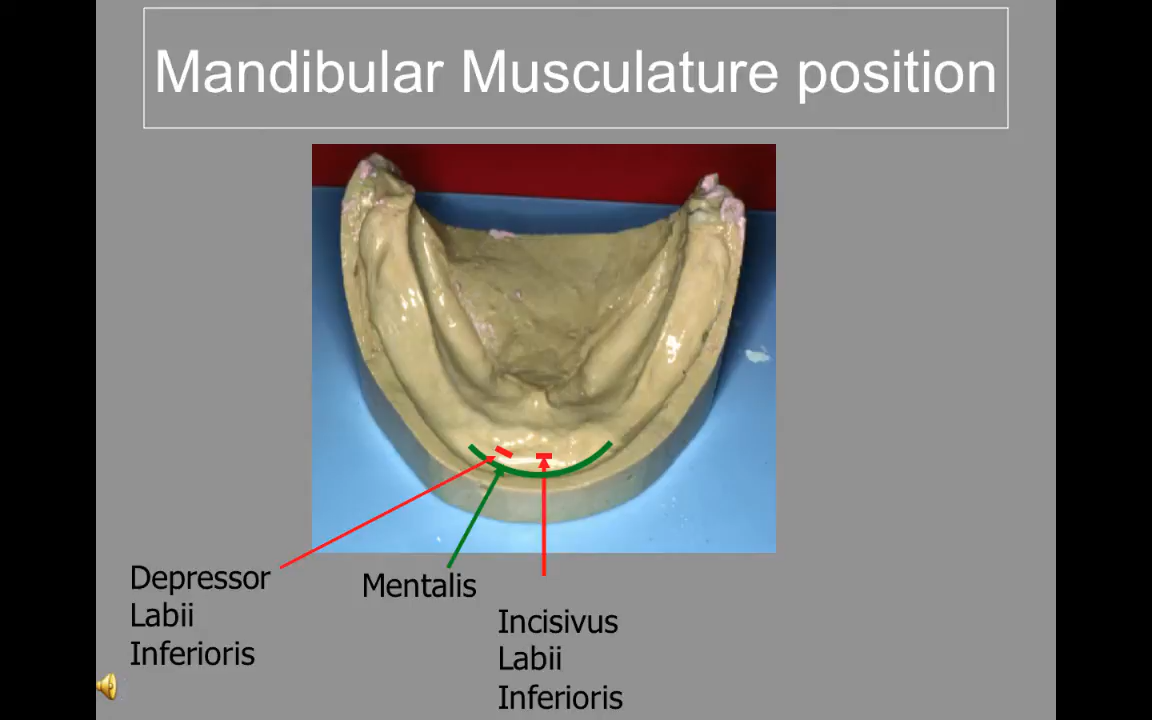 Mandibular Musculature position
Depressor
Labii
Inferioris
Mentalis
Incisivus
Labii
Inferioris